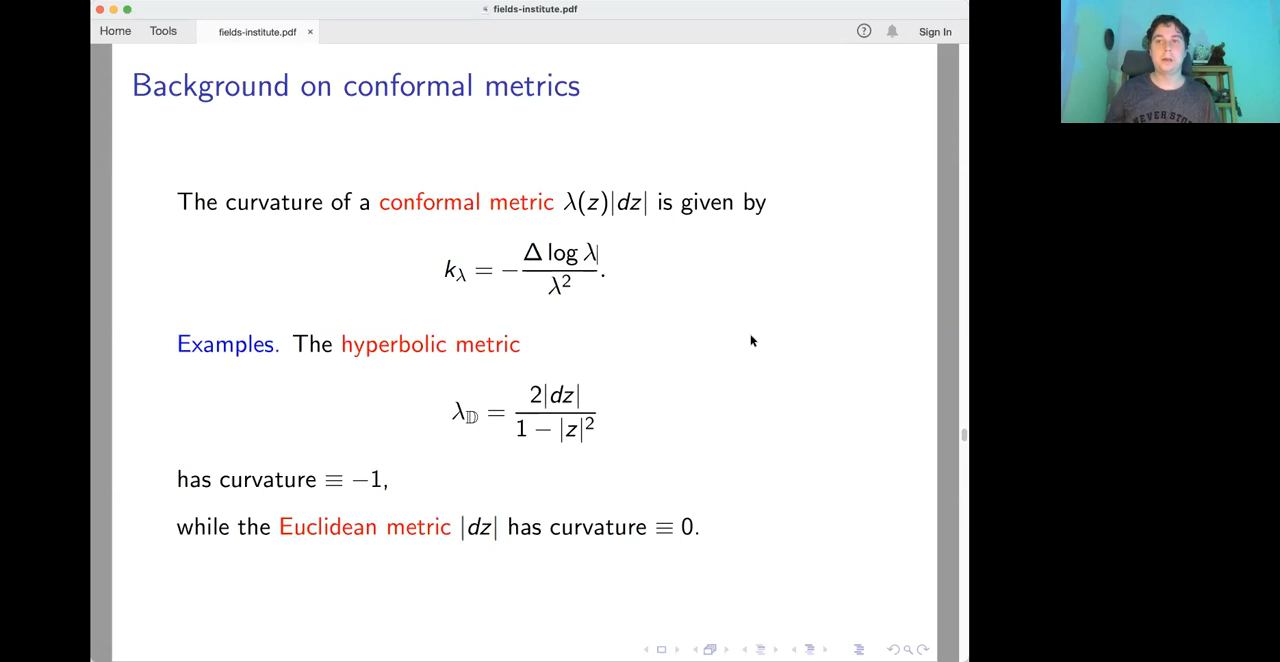 fields-institute.pdf
Home Tools fields-institute.pdf × ? Sign In
Background on conformal metrics
The curvature of a conformal metric λ(z)|dz| is given by
k_λ = −(Δ log λ)/λ².
Examples. The hyperbolic metric
λ_𝔻 = 2|dz|/(1 − |z|²)
has curvature ≡ −1,
while the Euclidean metric |dz| has curvature ≡ 0.
NEVER STO